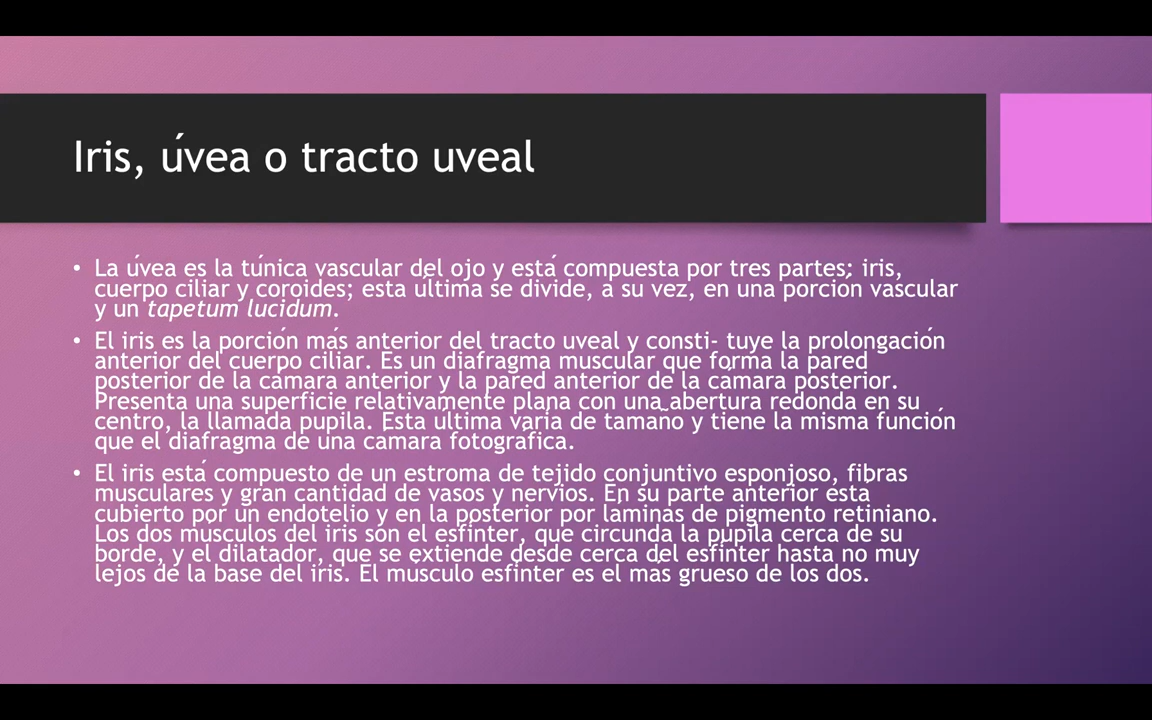 Iris, úvea o tracto uveal
• La úvea es la túnica vascular del ojo y está compuesta por tres partes: iris,
cuerpo ciliar y coroides; esta última se divide, a su vez, en una porción vascular
y un tapetum lucidum.
• El iris es la porción más anterior del tracto uveal y consti- tuye la prolongación
anterior del cuerpo ciliar. Es un diafragma muscular que forma la pared
posterior de la cámara anterior y la pared anterior de la cámara posterior.
Presenta una superficie relativamente plana con una abertura redonda en su
centro, la llamada pupila. Esta última varía de tamaño y tiene la misma función
que el diafragma de una cámara fotográfica.
• El iris está compuesto de un estroma de tejido conjuntivo esponjoso, fibras
musculares y gran cantidad de vasos y nervios. En su parte anterior está
cubierto por un endotelio y en la posterior por láminas de pigmento retiniano.
Los dos músculos del iris son el esfínter, que circunda la pupila cerca de su
borde, y el dilatador, que se extiende desde cerca del esfínter hasta no muy
lejos de la base del iris. El músculo esfínter es el más grueso de los dos.